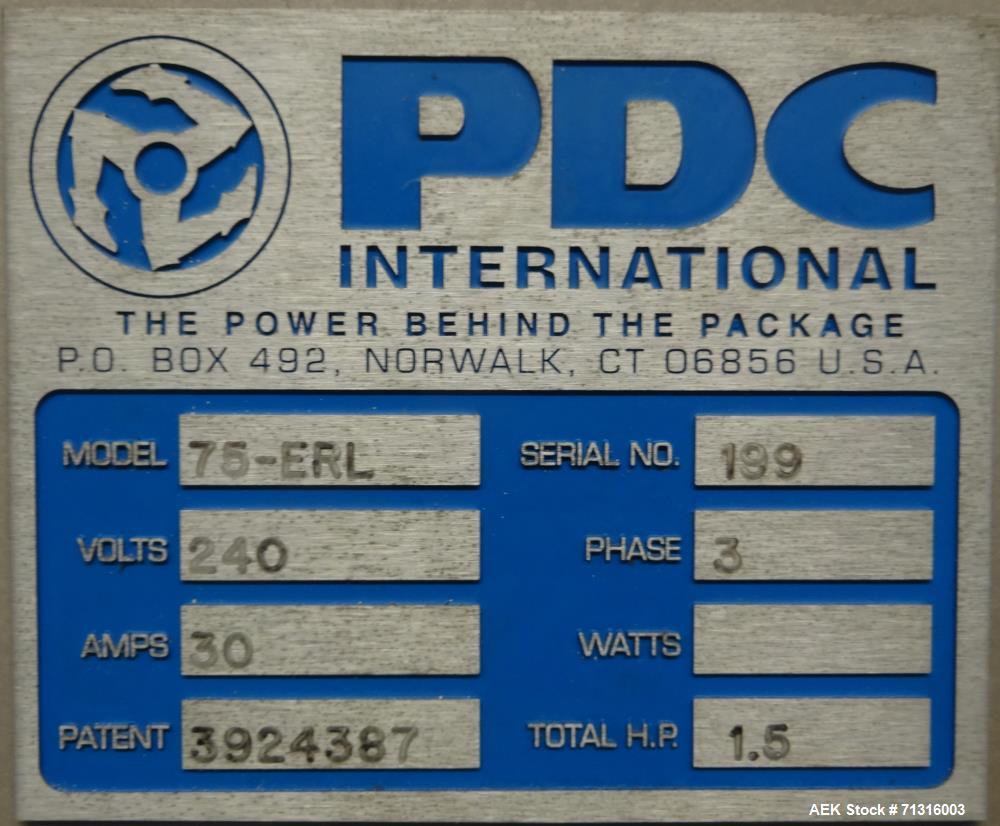 PDC
INTERNATIONAL
THE POWER BEHIND THE PACKAGE
P.O. BOX 492, NORWALK, CT 06856 U.S.A.
MODEL 75-ERL SERIAL NO. 199
VOLTS 240 PHASE 3
AMPS 30 WATTS
PATENT 3924387 TOTAL H.P. 1.5
AEK Stock # 71316003